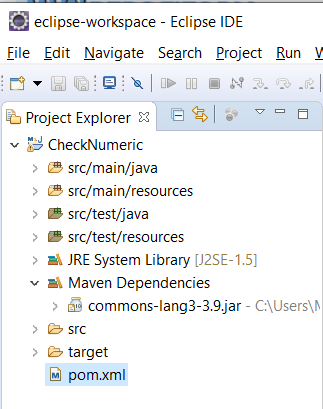 eclipse-workspace - Eclipse IDE
File Edit Navigate Search Project Run
Project Explorer
CheckNumeric
src/main/java
src/main/resources
src/test/java
src/test/resources
JRE System Library [J2SE-1.5]
Maven Dependencies
commons-lang3-3.9.jar - C:\Users\
src
target
pom.xml